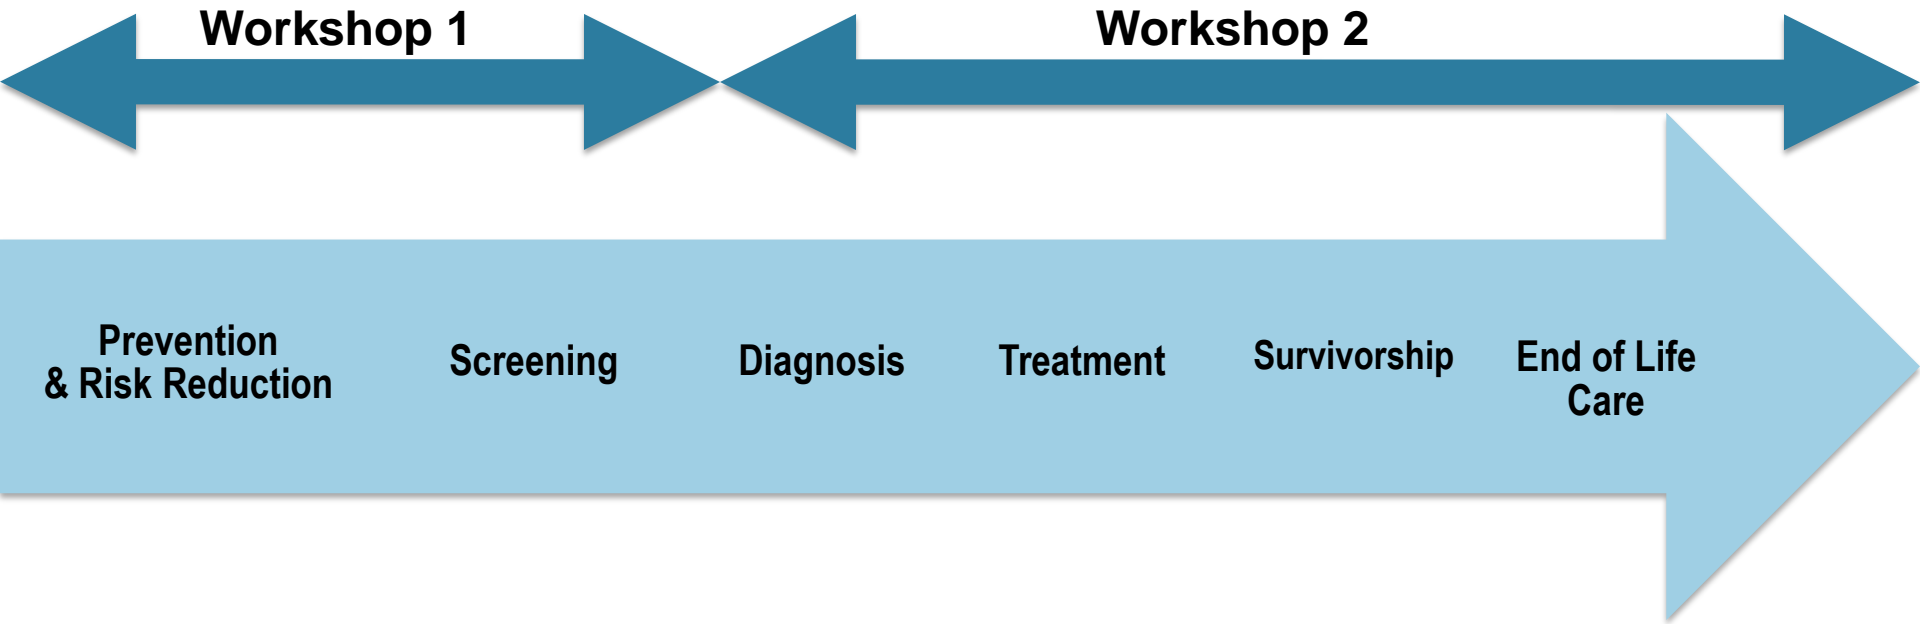 Workshop 1
Workshop 2
Prevention
& Risk Reduction
Screening
Diagnosis
Treatment
Survivorship
End of Life
Care